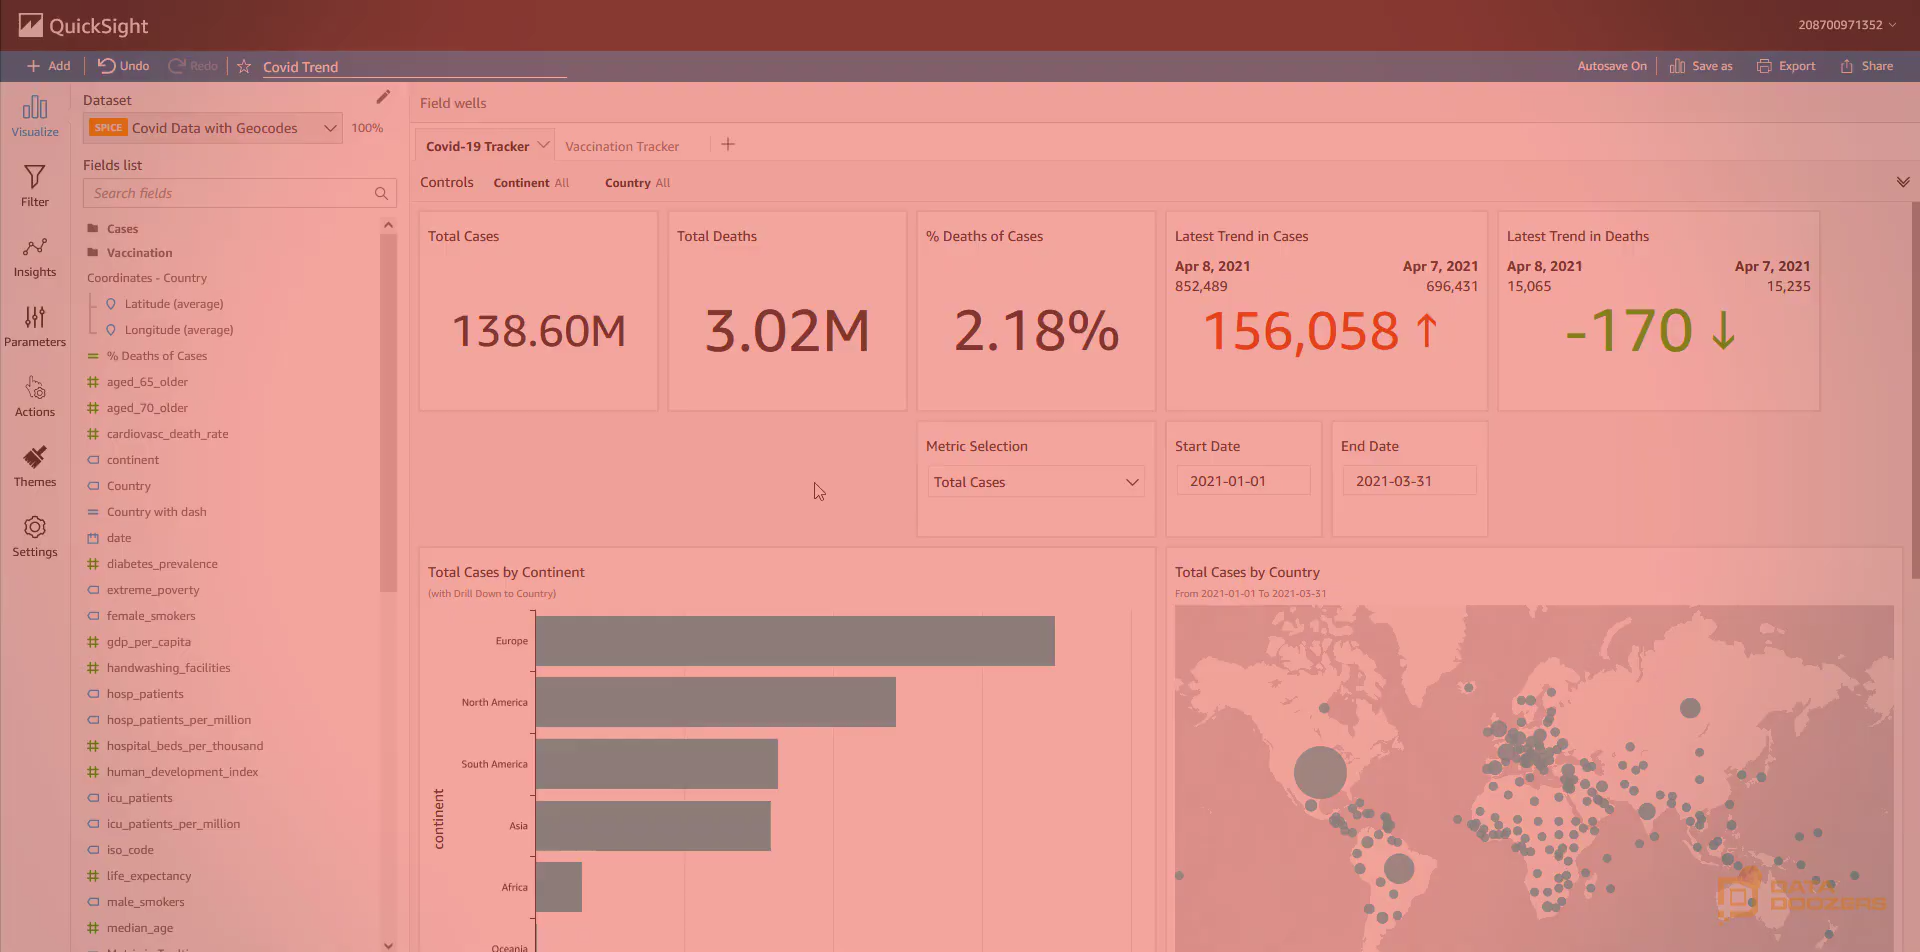 QuickSight
208700971352
Add
Undo
Redo
Covid Trend
Autosave On
Save as
Export
Share
Visualize
Filter
Insights
Parameters
Actions
Themes
Settings
Dataset
SPICE Covid Data with Geocodes
100%
Fields list
Search fields
Cases
Vaccination
Coordinates - Country
Latitude (average)
Longitude (average)
% Deaths of Cases
aged_65_older
aged_70_older
cardiovasc_death_rate
continent
Country
Country with dash
date
diabetes_prevalence
extreme_poverty
female_smokers
gdp_per_capita
handwashing_facilities
hosp_patients
hosp_patients_per_million
hospital_beds_per_thousand
human_development_index
icu_patients
icu_patients_per_million
iso_code
life_expectancy
male_smokers
median_age
Field wells
Covid-19 Tracker
Vaccination Tracker
Controls
Continent All
Country All
Total Cases
138.60M
Total Deaths
3.02M
% Deaths of Cases
2.18%
Latest Trend in Cases
Apr 8, 2021 Apr 7, 2021
852,489 696,431
156,058 ↑
Latest Trend in Deaths
Apr 8, 2021 Apr 7, 2021
15,065 15,235
-170 ↓
Metric Selection
Total Cases
Start Date
2021-01-01
End Date
2021-03-31
Total Cases by Continent
(with Drill Down to Country)
continent
Europe
North America
South America
Asia
Africa
Oceania
Total Cases by Country
From 2021-01-01 To 2021-03-31
DATA
DOOZERS